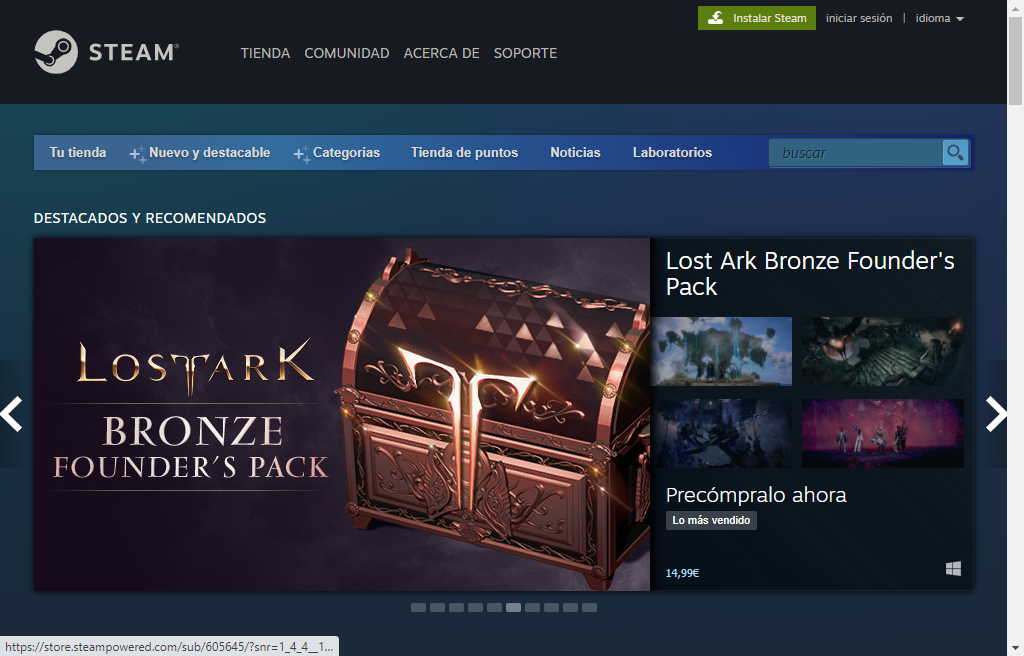 Instalar Steam iniciar sesión | idioma
STEAM®
TIENDA COMUNIDAD ACERCA DE SOPORTE
Tu tienda Nuevo y destacable Categorías Tienda de puntos Noticias Laboratorios buscar
DESTACADOS Y RECOMENDADOS
LOST ARK
BRONZE
FOUNDER'S PACK
Lost Ark Bronze Founder's
Pack
Precómpralo ahora
Lo más vendido
14,99€
https://store.steampowered.com/sub/605645/?snr=1_4_4__1...